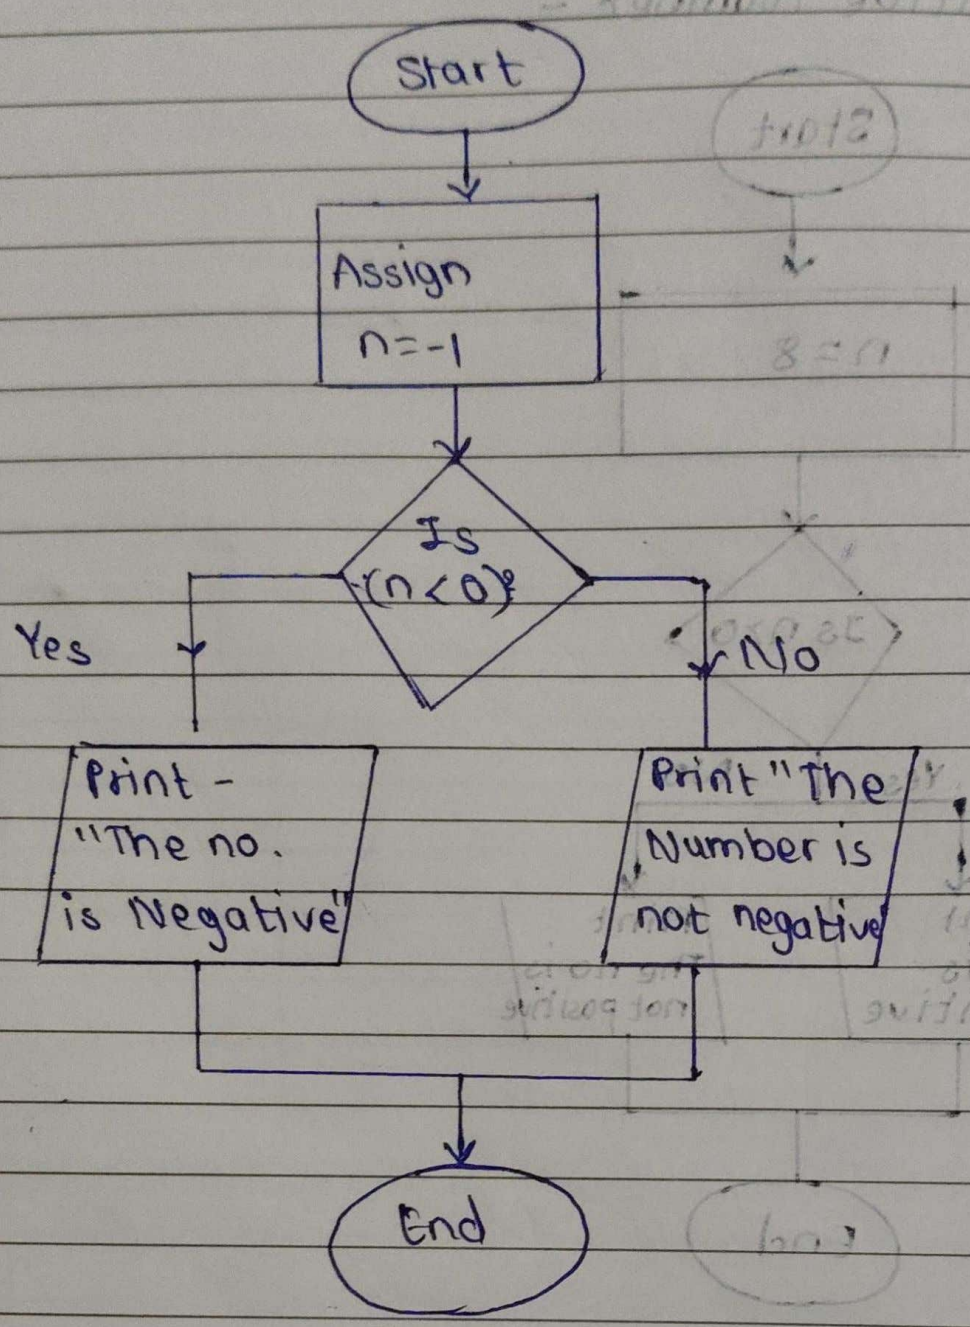 Start
Assign
n=-1
Is
(n<0)?
Yes
No
Print -
"The no.
is Negative"
Print "The
Number is
not negative
End